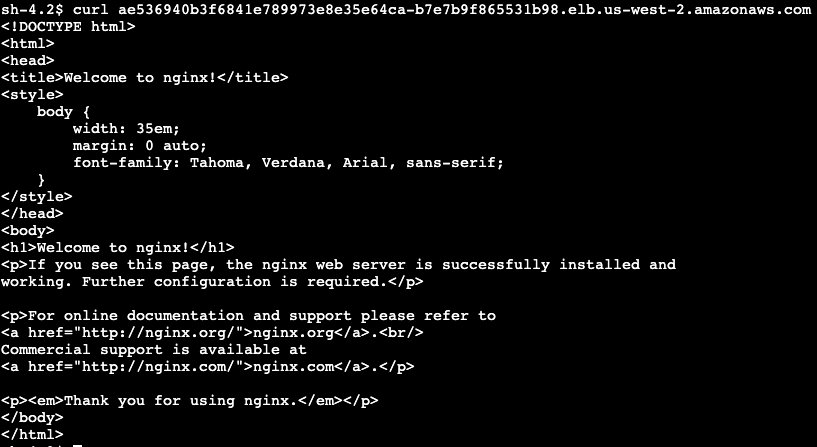 sh-4.2$ curl ae536940b3f6841e789973e8e35e64ca-b7e7b9f865531b98.elb.us-west-2.amazonaws.com
<!DOCTYPE html>
<html>
<head>
<title>Welcome to nginx!</title>
<style>
    body {
        width: 35em;
        margin: 0 auto;
        font-family: Tahoma, Verdana, Arial, sans-serif;
    }
</style>
</head>
<body>
<h1>Welcome to nginx!</h1>
<p>If you see this page, the nginx web server is successfully installed and
working. Further configuration is required.</p>

<p>For online documentation and support please refer to
<a href="http://nginx.org/">nginx.org</a>.<br/>
Commercial support is available at
<a href="http://nginx.com/">nginx.com</a>.</p>

<p><em>Thank you for using nginx.</em></p>
</body>
</html>